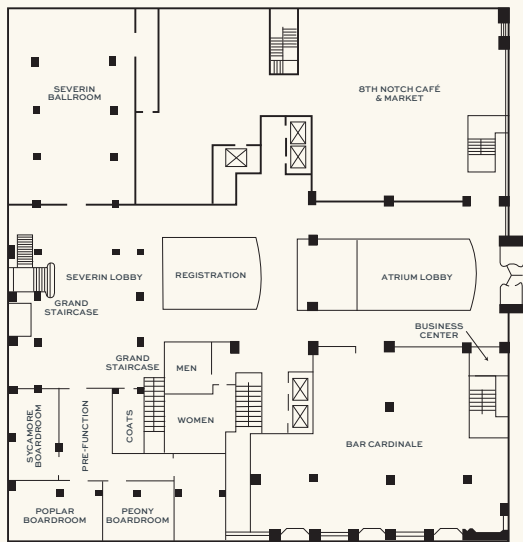 SEVERIN
BALLROOM
8TH NOTCH CAFÉ
& MARKET
SEVERIN LOBBY
REGISTRATION
ATRIUM LOBBY
GRAND
STAIRCASE
BUSINESS
CENTER
GRAND
STAIRCASE
MEN
WOMEN
COATS
PRE-FUNCTION
SYCAMORE
BOARDROOM
BAR CARDINALE
POPLAR
BOARDROOM
PEONY
BOARDROOM